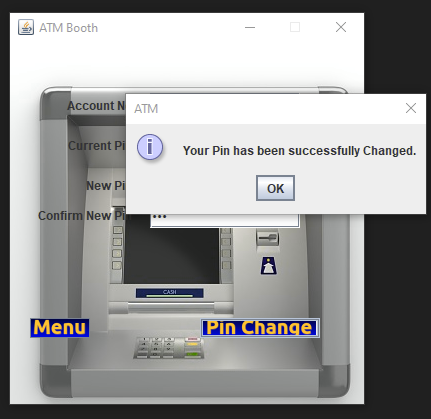 ATM Booth
Account N
ATM
Current Pi
Your Pin has been successfully Changed.
OK
New Pi
Confirm New Pi
•••
CASH
Menu
Pin Change